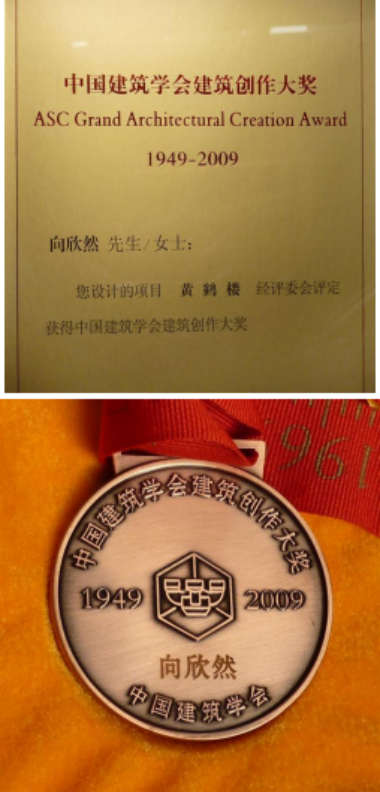 中国建筑学会建筑创作大奖
ASC Grand Architectural Creation Award
1949-2009
向欣然 先生/女士：
您设计的项目 黄鹤楼 经评委会评定
获得中国建筑学会建筑创作大奖
196
中国建筑学会建筑创作大奖
1949 2009
向欣然
中国建筑学会